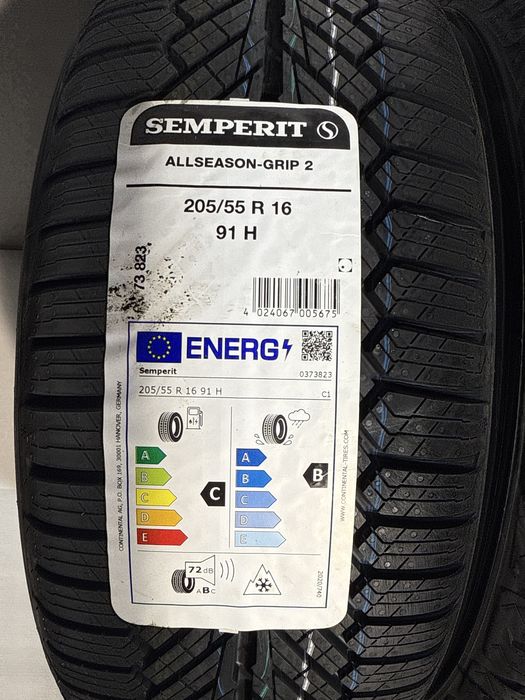 SEMPERIT S
ALLSEASON-GRIP 2
205/55 R 16
91 H
73 823
4 024067 005675
ENERG
Semperit
0373823
205/55 R 16 91 H
C1
A
B
C
D
E
C
A
B
C
D
E
B
72 dB
ABC
CONTINENTAL AG, P.O. BOX 169, 30001 HANOVER, GERMANY
WWW.CONTINENTAL-TIRES.COM
2020/740